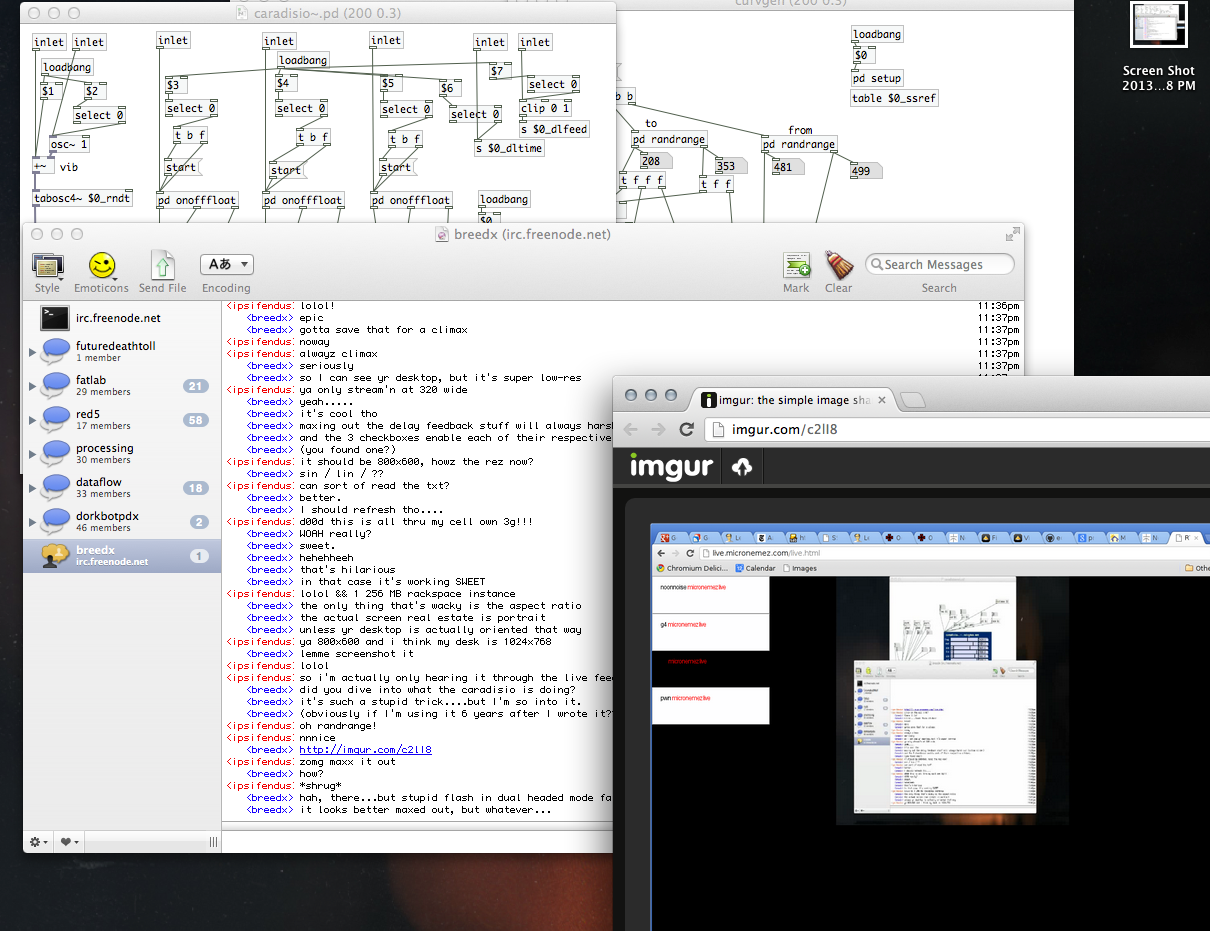 caradisio~.pd (200 0.3)
curvgen (200 0.3)
inlet
inlet
inlet
inlet
inlet
inlet
inlet
loadbang
loadbang
$7
$1
$2
$3
$4
$5
$6
select 0
select 0
select 0
select 0
select 0
select 0
clip 0 1
s $0_dlfeed
osc~ 1
t b f
t b f
t b f
s $0_dltime
+~
vib
start
start
start
tabosc4~ $0_rndt
pd onofffloat
pd onofffloat
pd onofffloat
loadbang
$0
loadbang
$0
pd setup
table $0_ssref
b b
to
from
pd randrange
pd randrange
208
353
481
499
t f f f
t f f
Screen Shot
2013...8 PM
breedx (irc.freenode.net)
Style
Emoticons
Send File
Aあ
Encoding
Mark
Clear
Search Messages
Search
irc.freenode.net
futuredeathtoll
1 member
fatlab
29 members
21
red5
17 members
58
processing
30 members
dataflow
33 members
18
dorkbotpdx
46 members
2
breedx
irc.freenode.net
1
<ipsifendus: lolol! 11:36pm
<breedx> epic 11:37pm
<breedx> gotta save that for a climax 11:37pm
<ipsifendus: noway 11:37pm
<ipsifendus: alwayz climax 11:37pm
<breedx> seriously 11:37pm
<breedx> so I can see yr desktop, but it's super low-res
<ipsifendus: ya only stream'n at 320 wide
<breedx> yeah.....
<breedx> it's cool tho
<breedx> maxing out the delay feedback stuff will always harsh
<breedx> and the 3 checkboxes enable each of their respective
<breedx> (you found one?)
<ipsifendus: it should be 800x600, howz the rez now?
<breedx> sin / lin / ??
<ipsifendus: can sort of read the txt?
<breedx> better.
<breedx> I should refresh tho....
<ipsifendus: d00d this is all thru my cell own 3g!!!
<breedx> WOAH really?
<breedx> sweet.
<breedx> hehehheeh
<breedx> that's hilarious
<breedx> in that case it's working SWEET
<ipsifendus: lolol && 1 256 MB rackspace instance
<breedx> the only thing that's wacky is the aspect ratio
<breedx> the actual screen real estate is portrait
<breedx> unless yr desktop is actually oriented that way
<ipsifendus: ya 800x600 and i think my desk is 1024x768
<breedx> lemme screenshot it
<ipsifendus: lolol
<breedx> so i'm actually only hearing it through the live fee
<breedx> did you dive into what the caradisio is doing?
<breedx> it's such a stupid trick....but I'm so into it.
<breedx> (obviously if I'm using it 6 years after I wrote it?
<ipsifendus: oh randrange!
<ipsifendus: nnnice
<breedx> http://imgur.com/c2ll8
<ipsifendus: zomg maxx it out
<breedx> how?
<ipsifendus: *shrug*
<breedx> hah, there...but stupid flash in dual headed mode fa
<breedx> it looks better maxed out, but whatever...
imgur: the simple image sha
imgur.com/c2ll8
imgur
live.micronemez.com/live.html
Chromium Delici...
Calendar
Images
Othe
noonnoise micronemez:live
g4 micronemez:live
micronemez:live
pwn micronemez:live